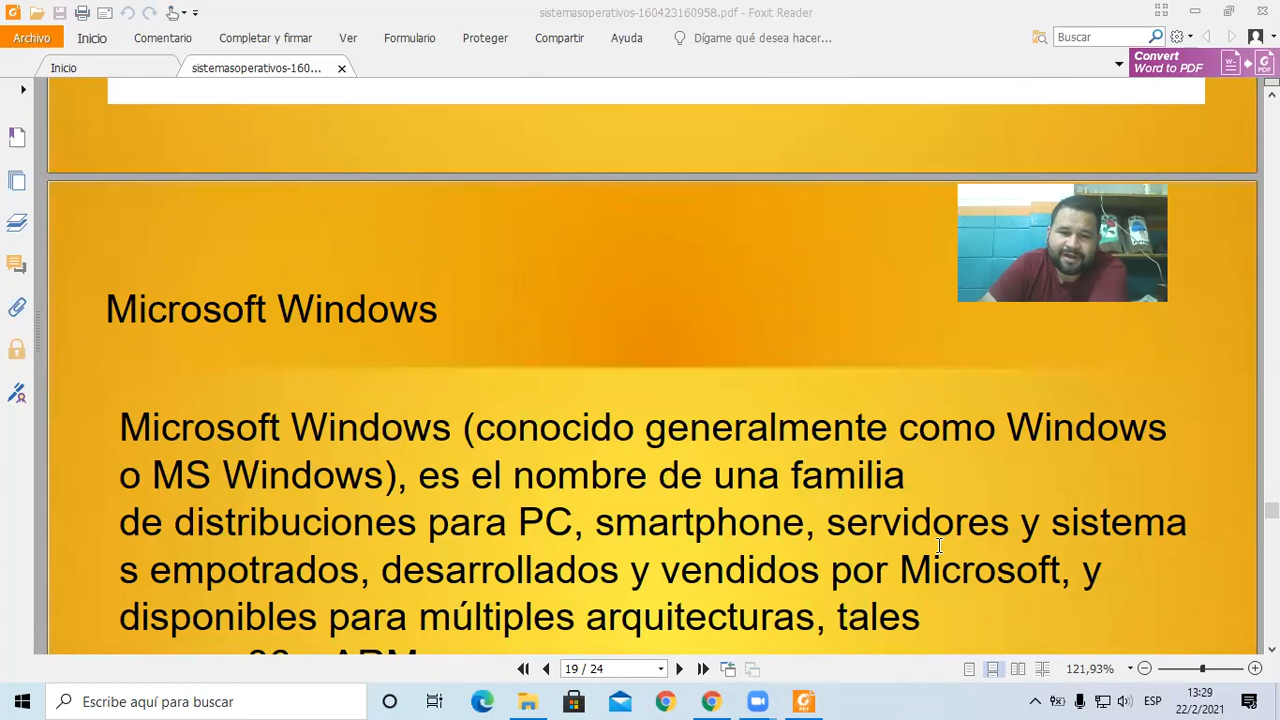 sistemasoperativos-160423160958.pdf - Foxit Reader
Archivo Inicio Comentario Completar y firmar Ver Formulario Proteger Compartir Ayuda Dígame qué desea hacer... Buscar
Inicio sistemasoperativos-160... Convert
Word to PDF
Microsoft Windows
Microsoft Windows (conocido generalmente como Windows
o MS Windows), es el nombre de una familia
de distribuciones para PC, smartphone, servidores y sistema
s empotrados, desarrollados y vendidos por Microsoft, y
disponibles para múltiples arquitecturas, tales
19 / 24 121,93%
Escribe aquí para buscar ESP 13:29
22/2/2021